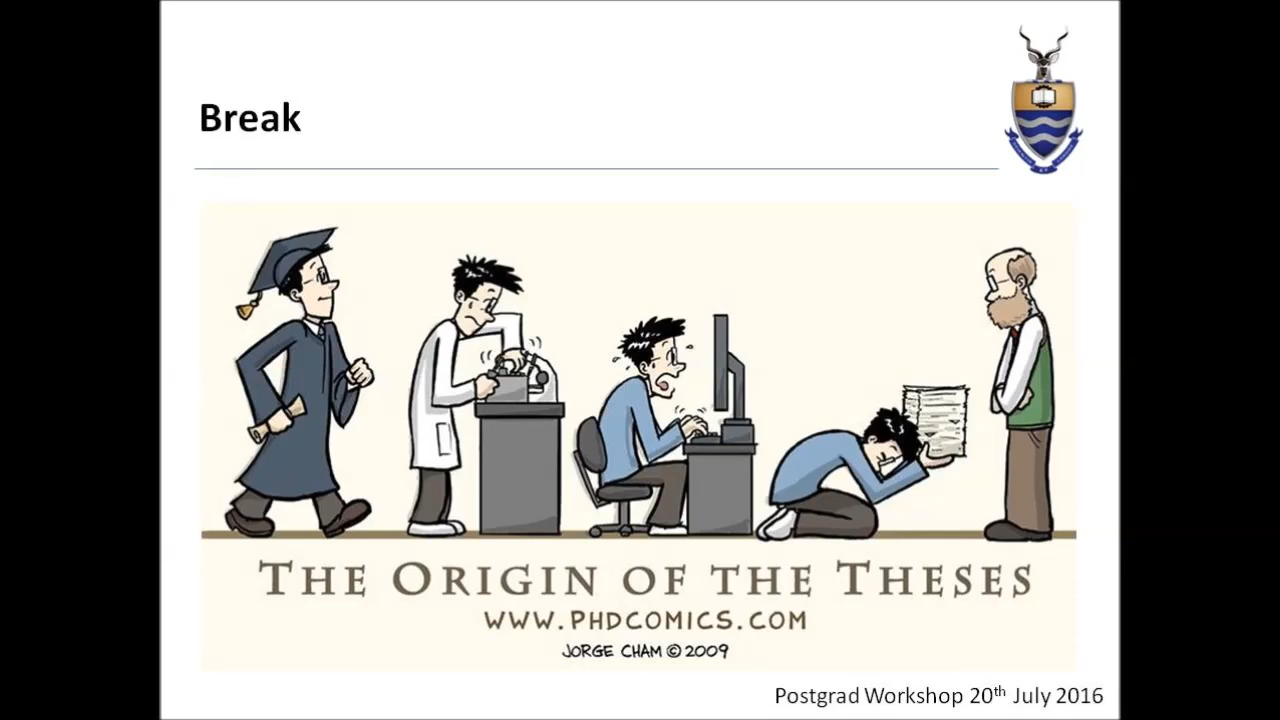 Break
THE ORIGIN OF THE THESES
WWW.PHDCOMICS.COM
JORGE CHAM © 2009
Postgrad Workshop 20th July 2016